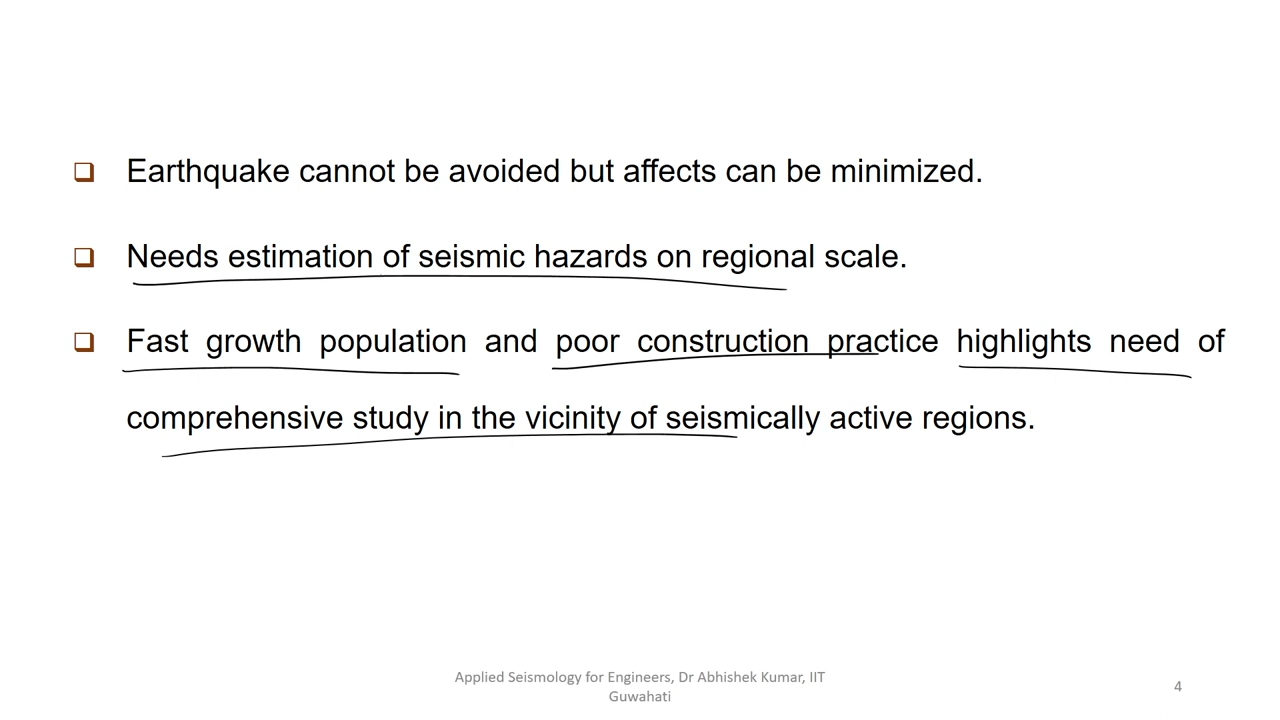 Earthquake cannot be avoided but affects can be minimized.
Needs estimation of seismic hazards on regional scale.
Fast growth population and poor construction practice highlights need of
comprehensive study in the vicinity of seismically active regions.
Applied Seismology for Engineers, Dr Abhishek Kumar, IIT
Guwahati
4